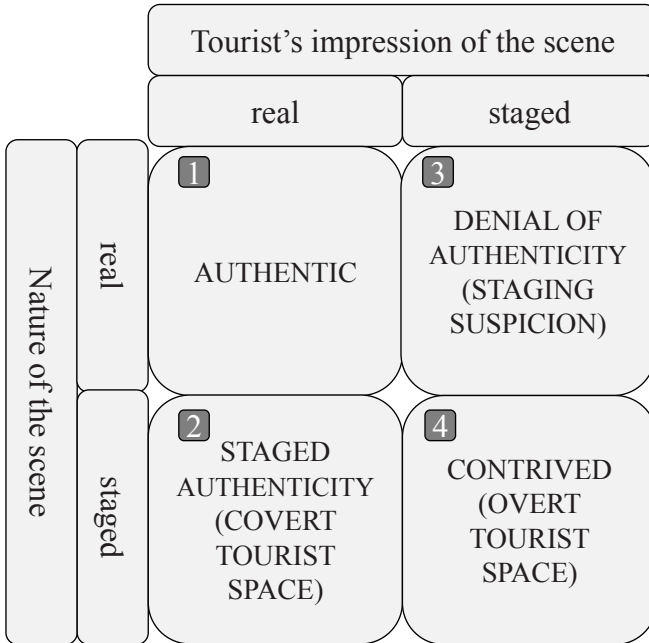 Tourist’s impression of the scene
real
staged
Nature of the scene
real
1
AUTHENTIC
3
DENIAL OF
AUTHENTICITY
(STAGING
SUSPICION)
staged
2
STAGED
AUTHENTICITY
(COVERT
TOURIST
SPACE)
4
CONTRIVED
(OVERT
TOURIST
SPACE)